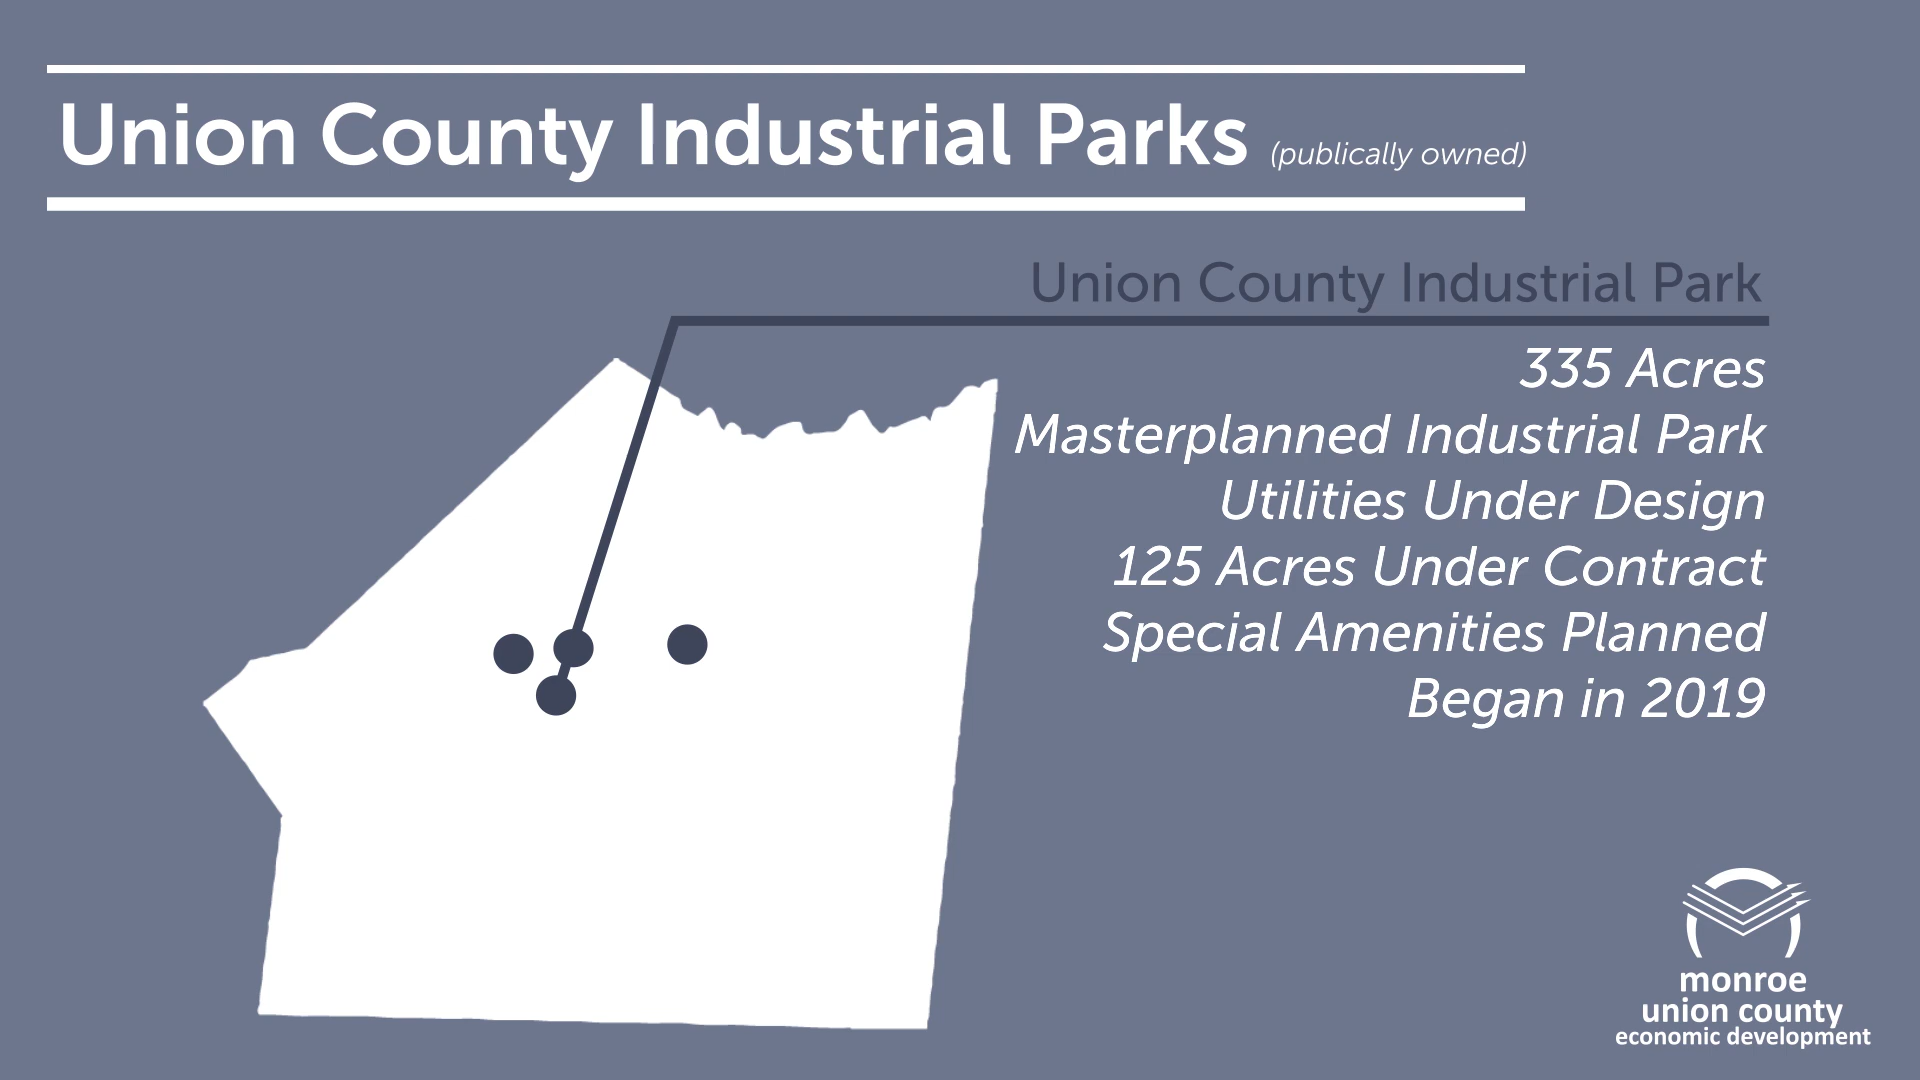 Union County Industrial Parks (publically owned)
Union County Industrial Park
335 Acres
Masterplanned Industrial Park
Utilities Under Design
125 Acres Under Contract
Special Amenities Planned
Began in 2019
monroe
union county
economic development